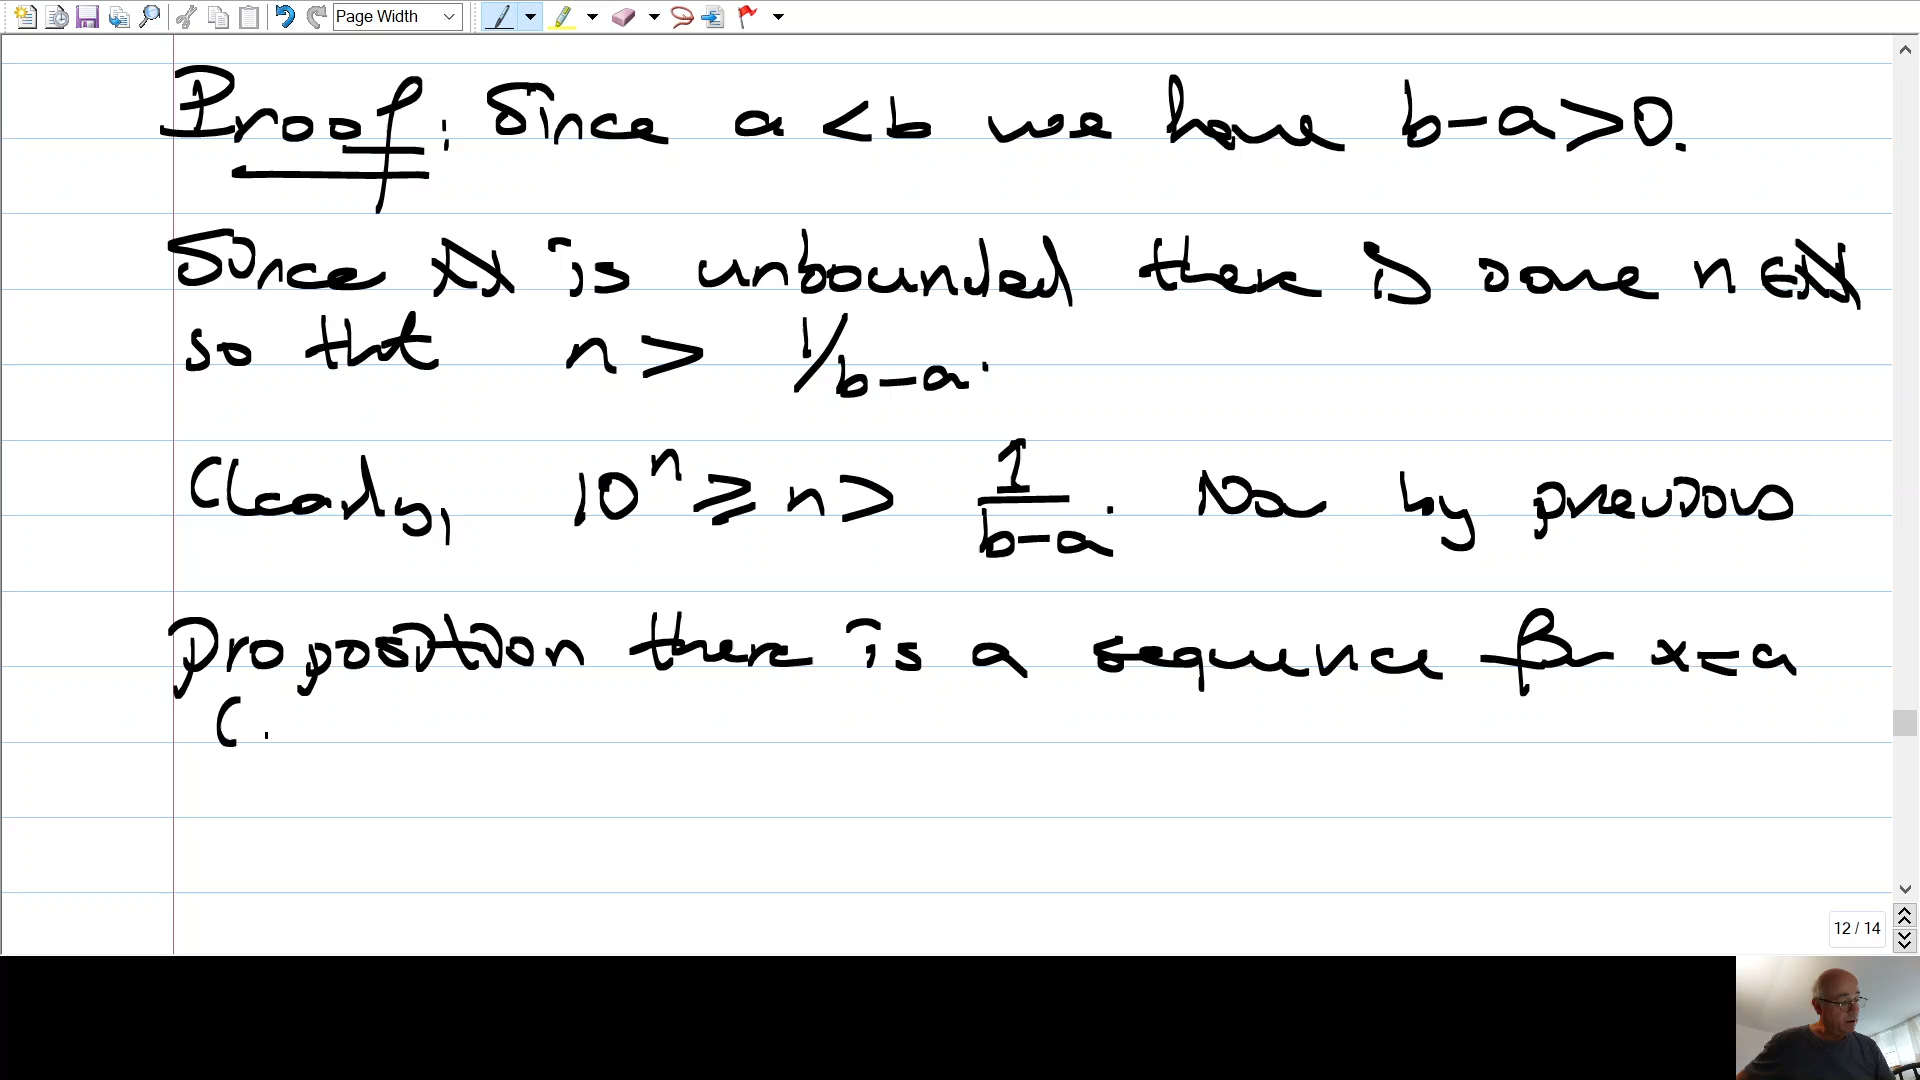 Page Width
Proof: Since a < b we have b-a>0.
Since ℕ is unbounded there is some n ∈ ℕ
so that n > 1/b-a.
Clearly, 10ⁿ ≥ n > 1/b-a. Now by previous
proposition there is a sequence for x=a
(.
12 / 14